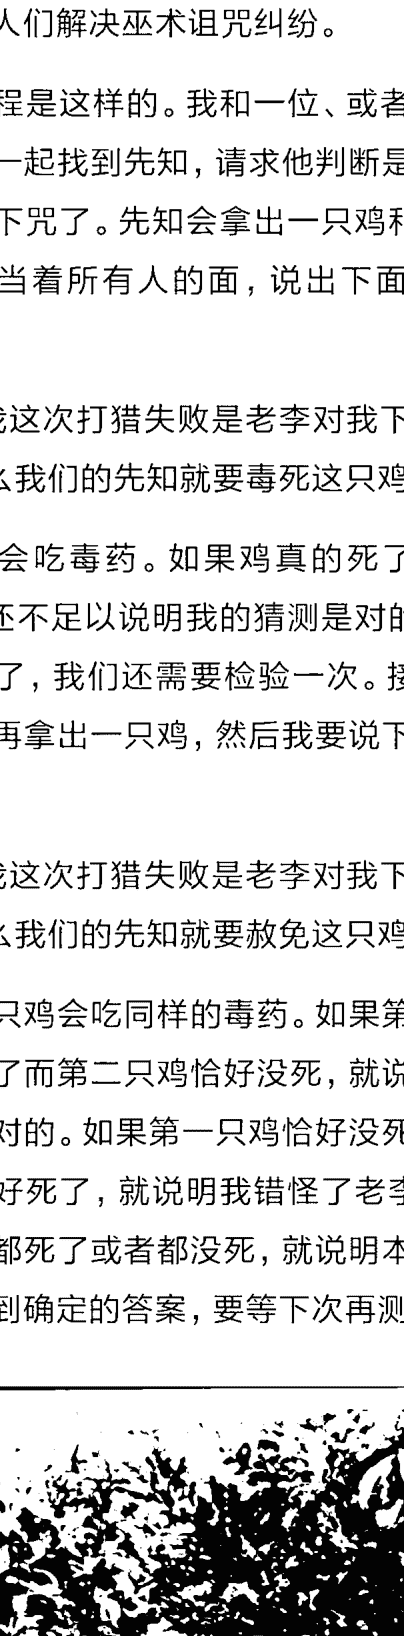 人们解决巫术诅咒纠纷。
程是这样的。我和一位、或者
一起找到先知，请求他判断是
下咒了。先知会拿出一只鸡和
当着所有人的面，说出下面
我这次打猎失败是老李对我下
么我们的先知就要毒死这只鸡
会吃毒药。如果鸡真的死了
还不足以说明我的猜测是对的
了，我们还需要检验一次。接
再拿出一只鸡，然后我要说下
我这次打猎失败是老李对我下
么我们的先知就要赦免这只鸡
只鸡会吃同样的毒药。如果第
了而第二只鸡恰好没死，就说
对的。如果第一只鸡恰好没死
好死了，就说明我错怪了老李
都死了或者都没死，就说明本
到确定的答案，要等下次再测